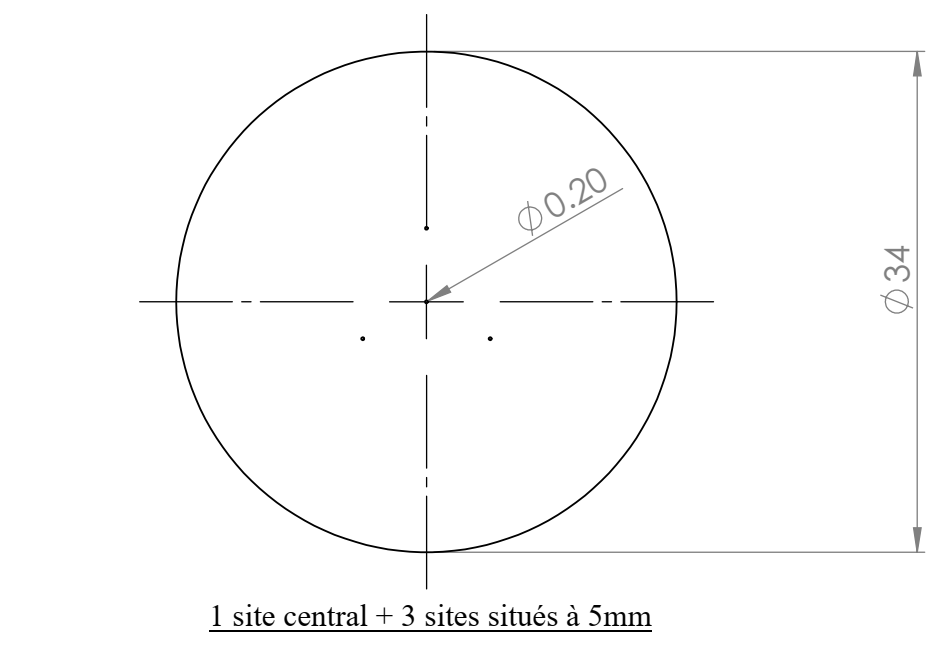 ∅0.20
∅34
1 site central + 3 sites situés à 5mm